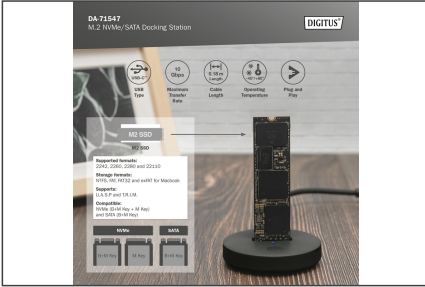 DA-71547
M.2 NVMe/SATA Docking Station
DIGITUS®
USB-C™
10
Gbps
0.18 m
Length
USB
Type
Maximum
Transfer
Rate
Cable
Length
Operating
Temperature
Plug and
Play
M2 SSD
M2 SSD
Supported formats:
2242, 2260, 2280 and 22110
Storage formats:
NTFS, FAT, FAT32 and exFAT for Macbook
Supports:
U.A.S.P and T.R.I.M.
Compatible:
NVMe (B+M Key + M Key)
and SATA (B+M Key)
NVMe
SATA
B+M Key
M Key
B+M Key